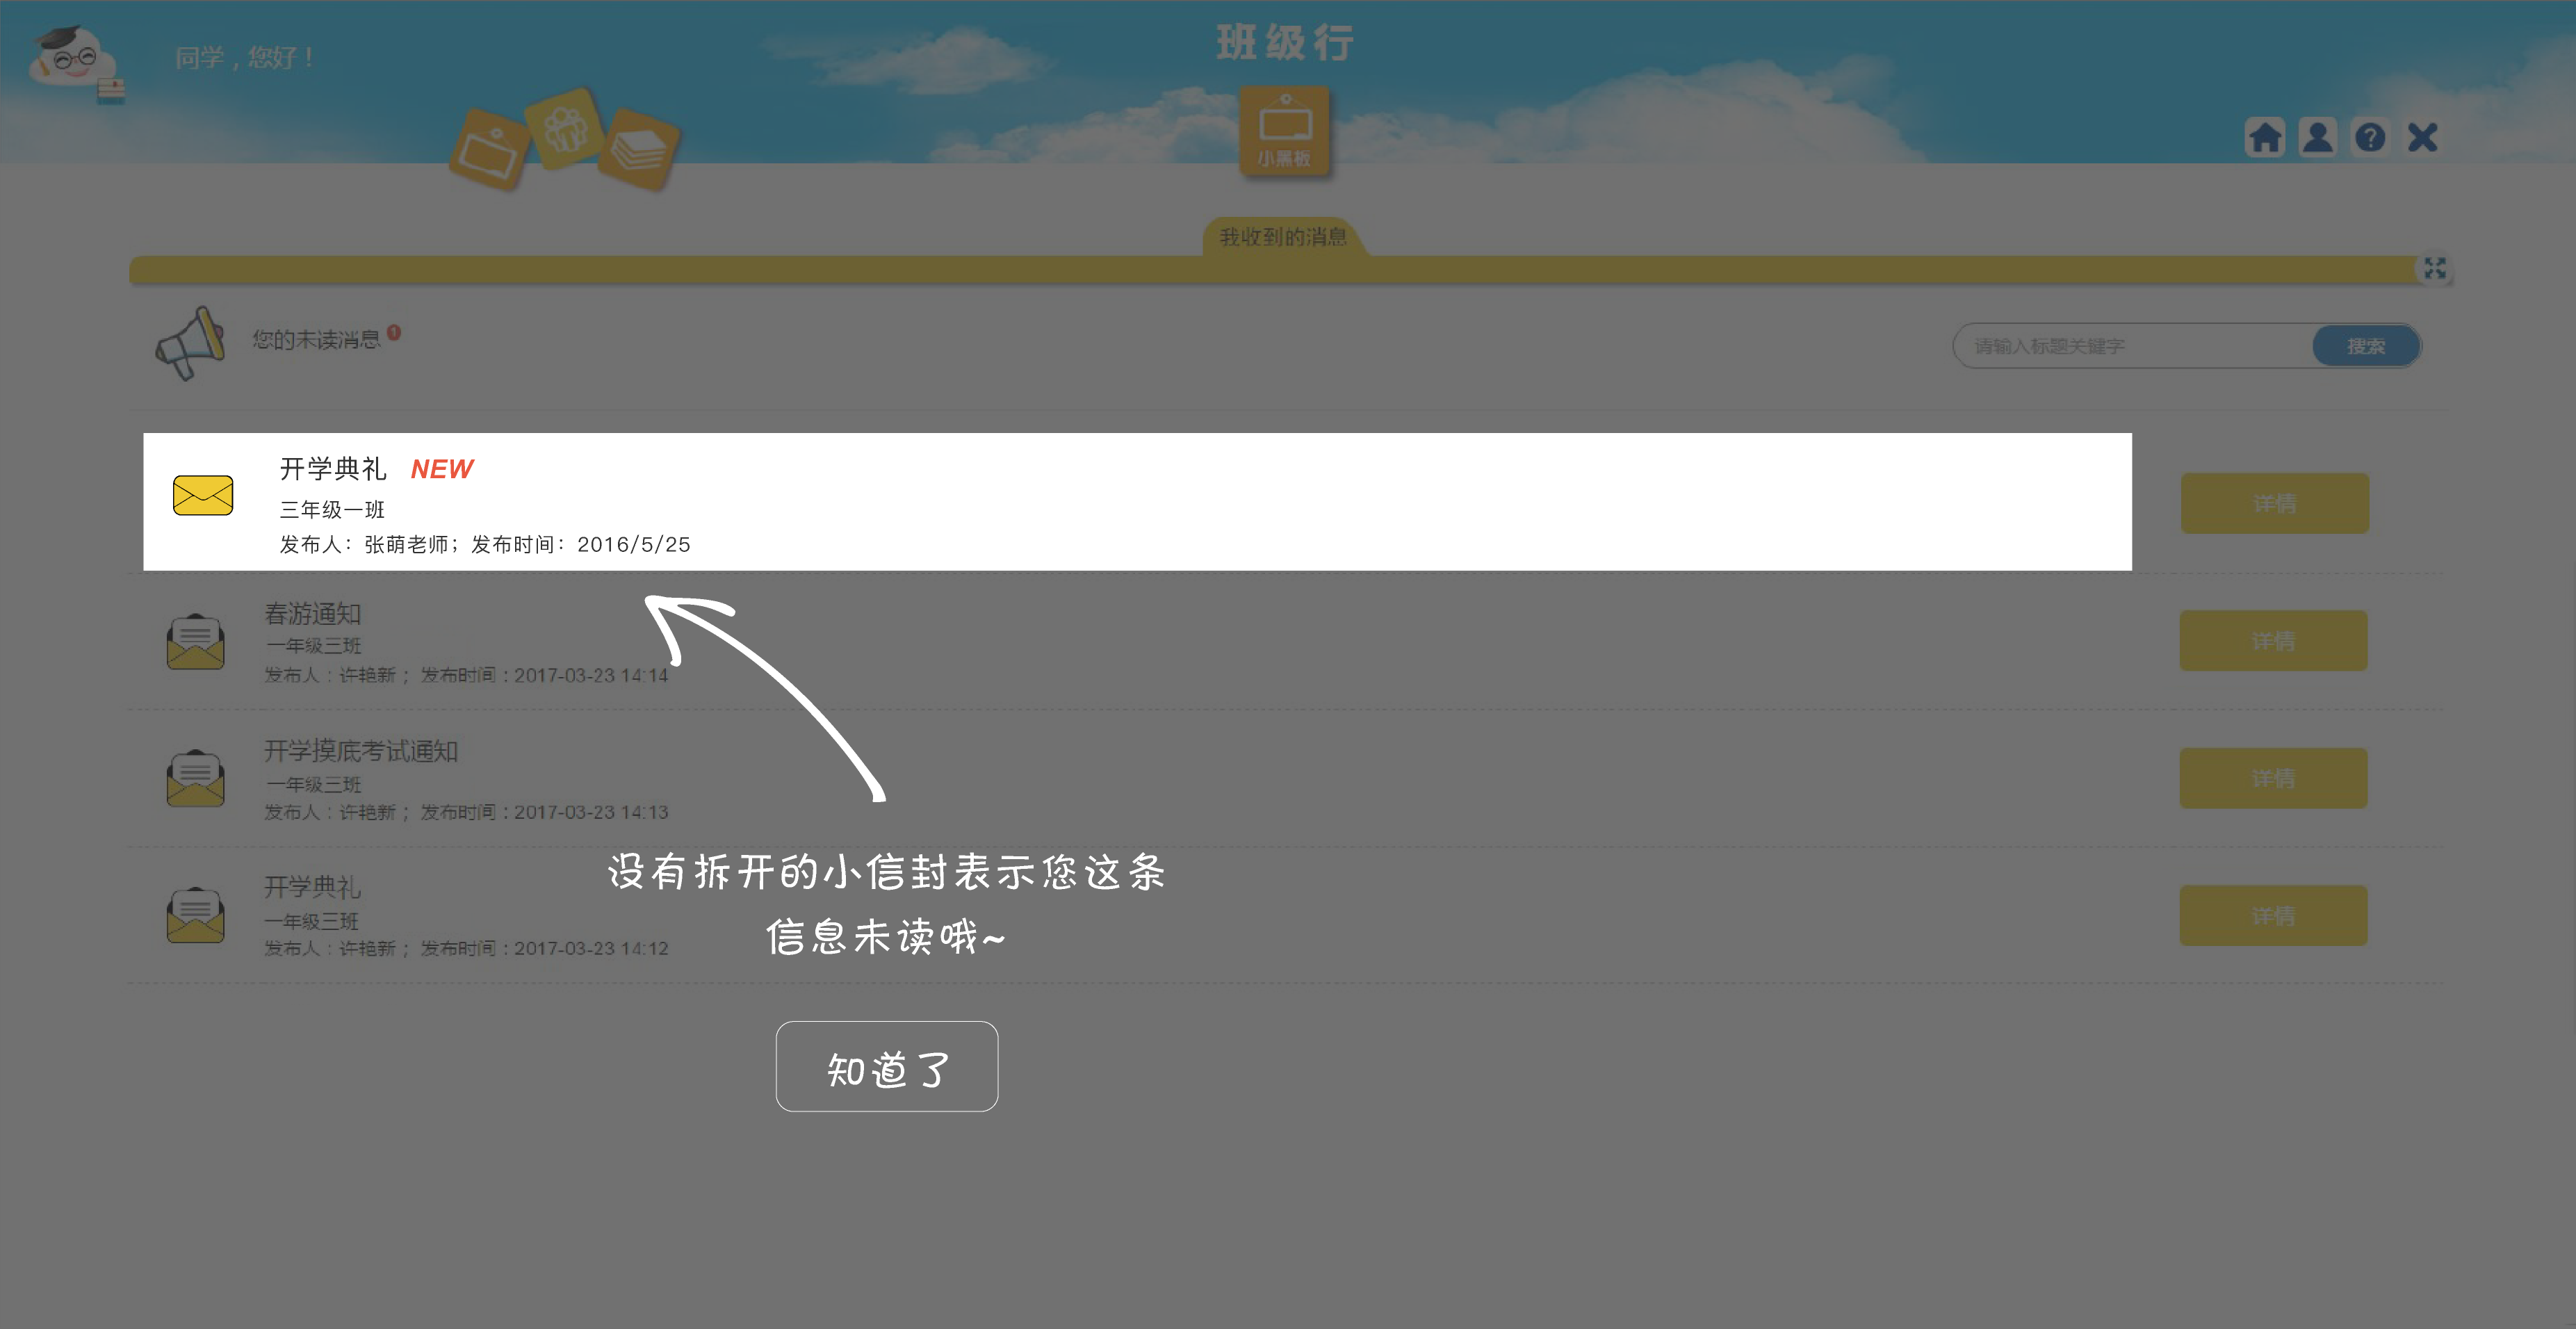 同学，您好！
班级行
小黑板
我收到的消息
您的未读消息 1
请输入标题关键字
搜索
开学典礼 NEW
三年级一班
发布人：张萌老师；发布时间：2016/5/25
详情
春游通知
一年级三班
发布人：许艳新； 发布时间：2017-03-23 14:14
详情
开学摸底考试通知
一年级三班
发布人：许艳新； 发布时间：2017-03-23 14:13
详情
开学典礼
一年级三班
发布人：许艳新； 发布时间：2017-03-23 14:12
详情
没有拆开的小信封表示您这条
信息未读哦~
知道了